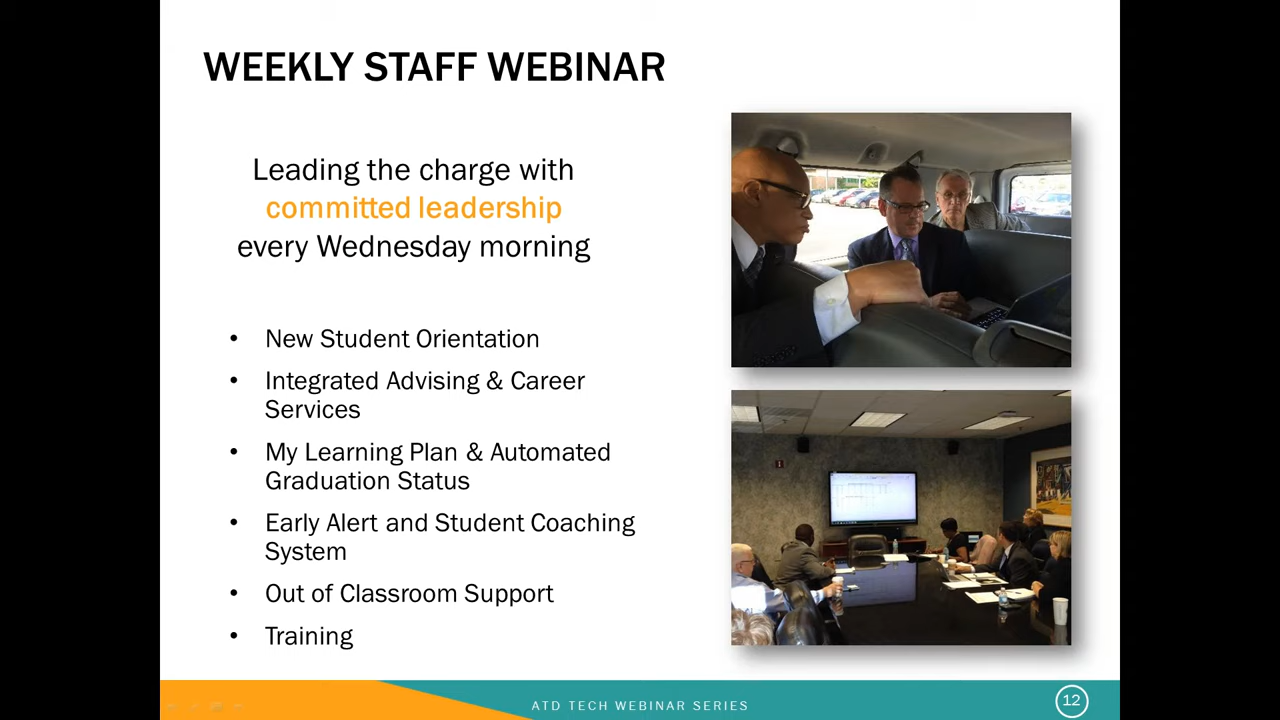 WEEKLY STAFF WEBINAR
Leading the charge with
committed leadership
every Wednesday morning
• New Student Orientation
• Integrated Advising & Career
Services
• My Learning Plan & Automated
Graduation Status
• Early Alert and Student Coaching
System
• Out of Classroom Support
• Training
ATD TECH WEBINAR SERIES
12